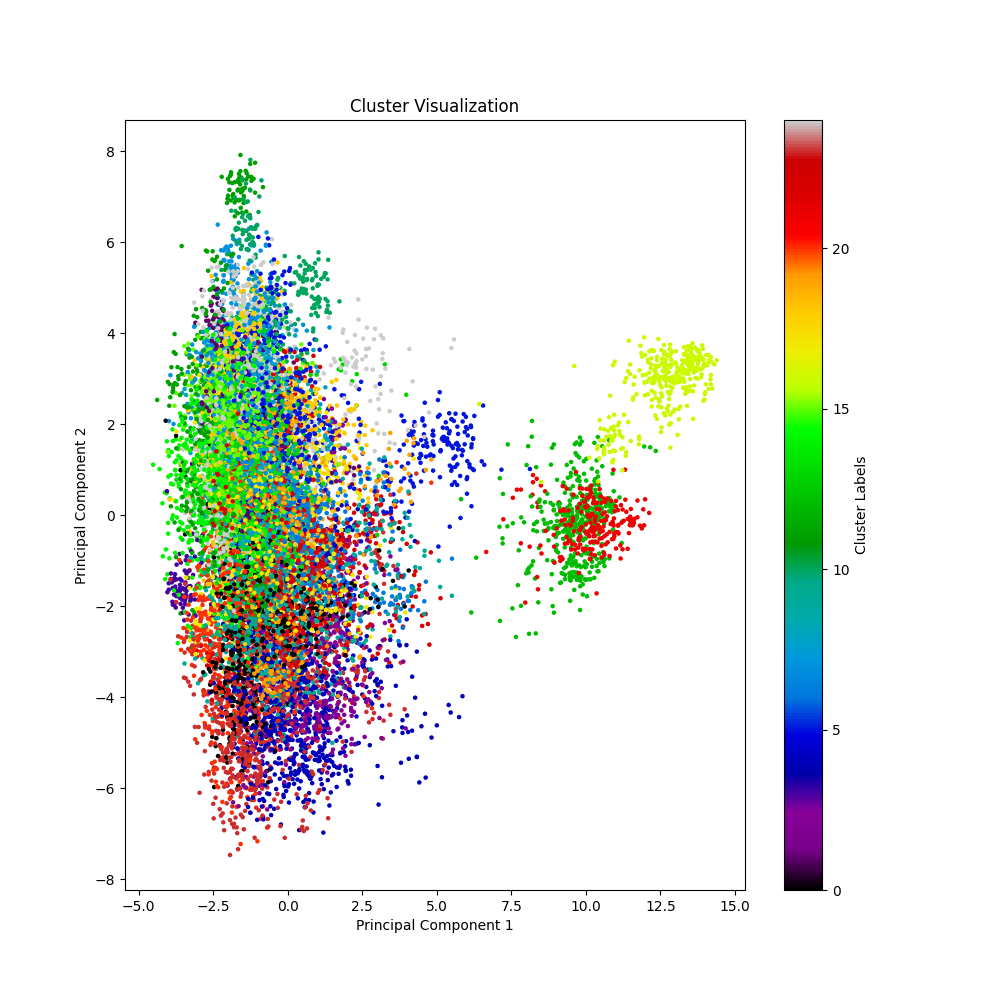 Cluster Visualization
8
6
4
2
0
−2
−4
−6
−8
Principal Component 2
−5.0 −2.5 0.0 2.5 5.0 7.5 10.0 12.5 15.0
Principal Component 1
20
15
10
5
0
Cluster Labels